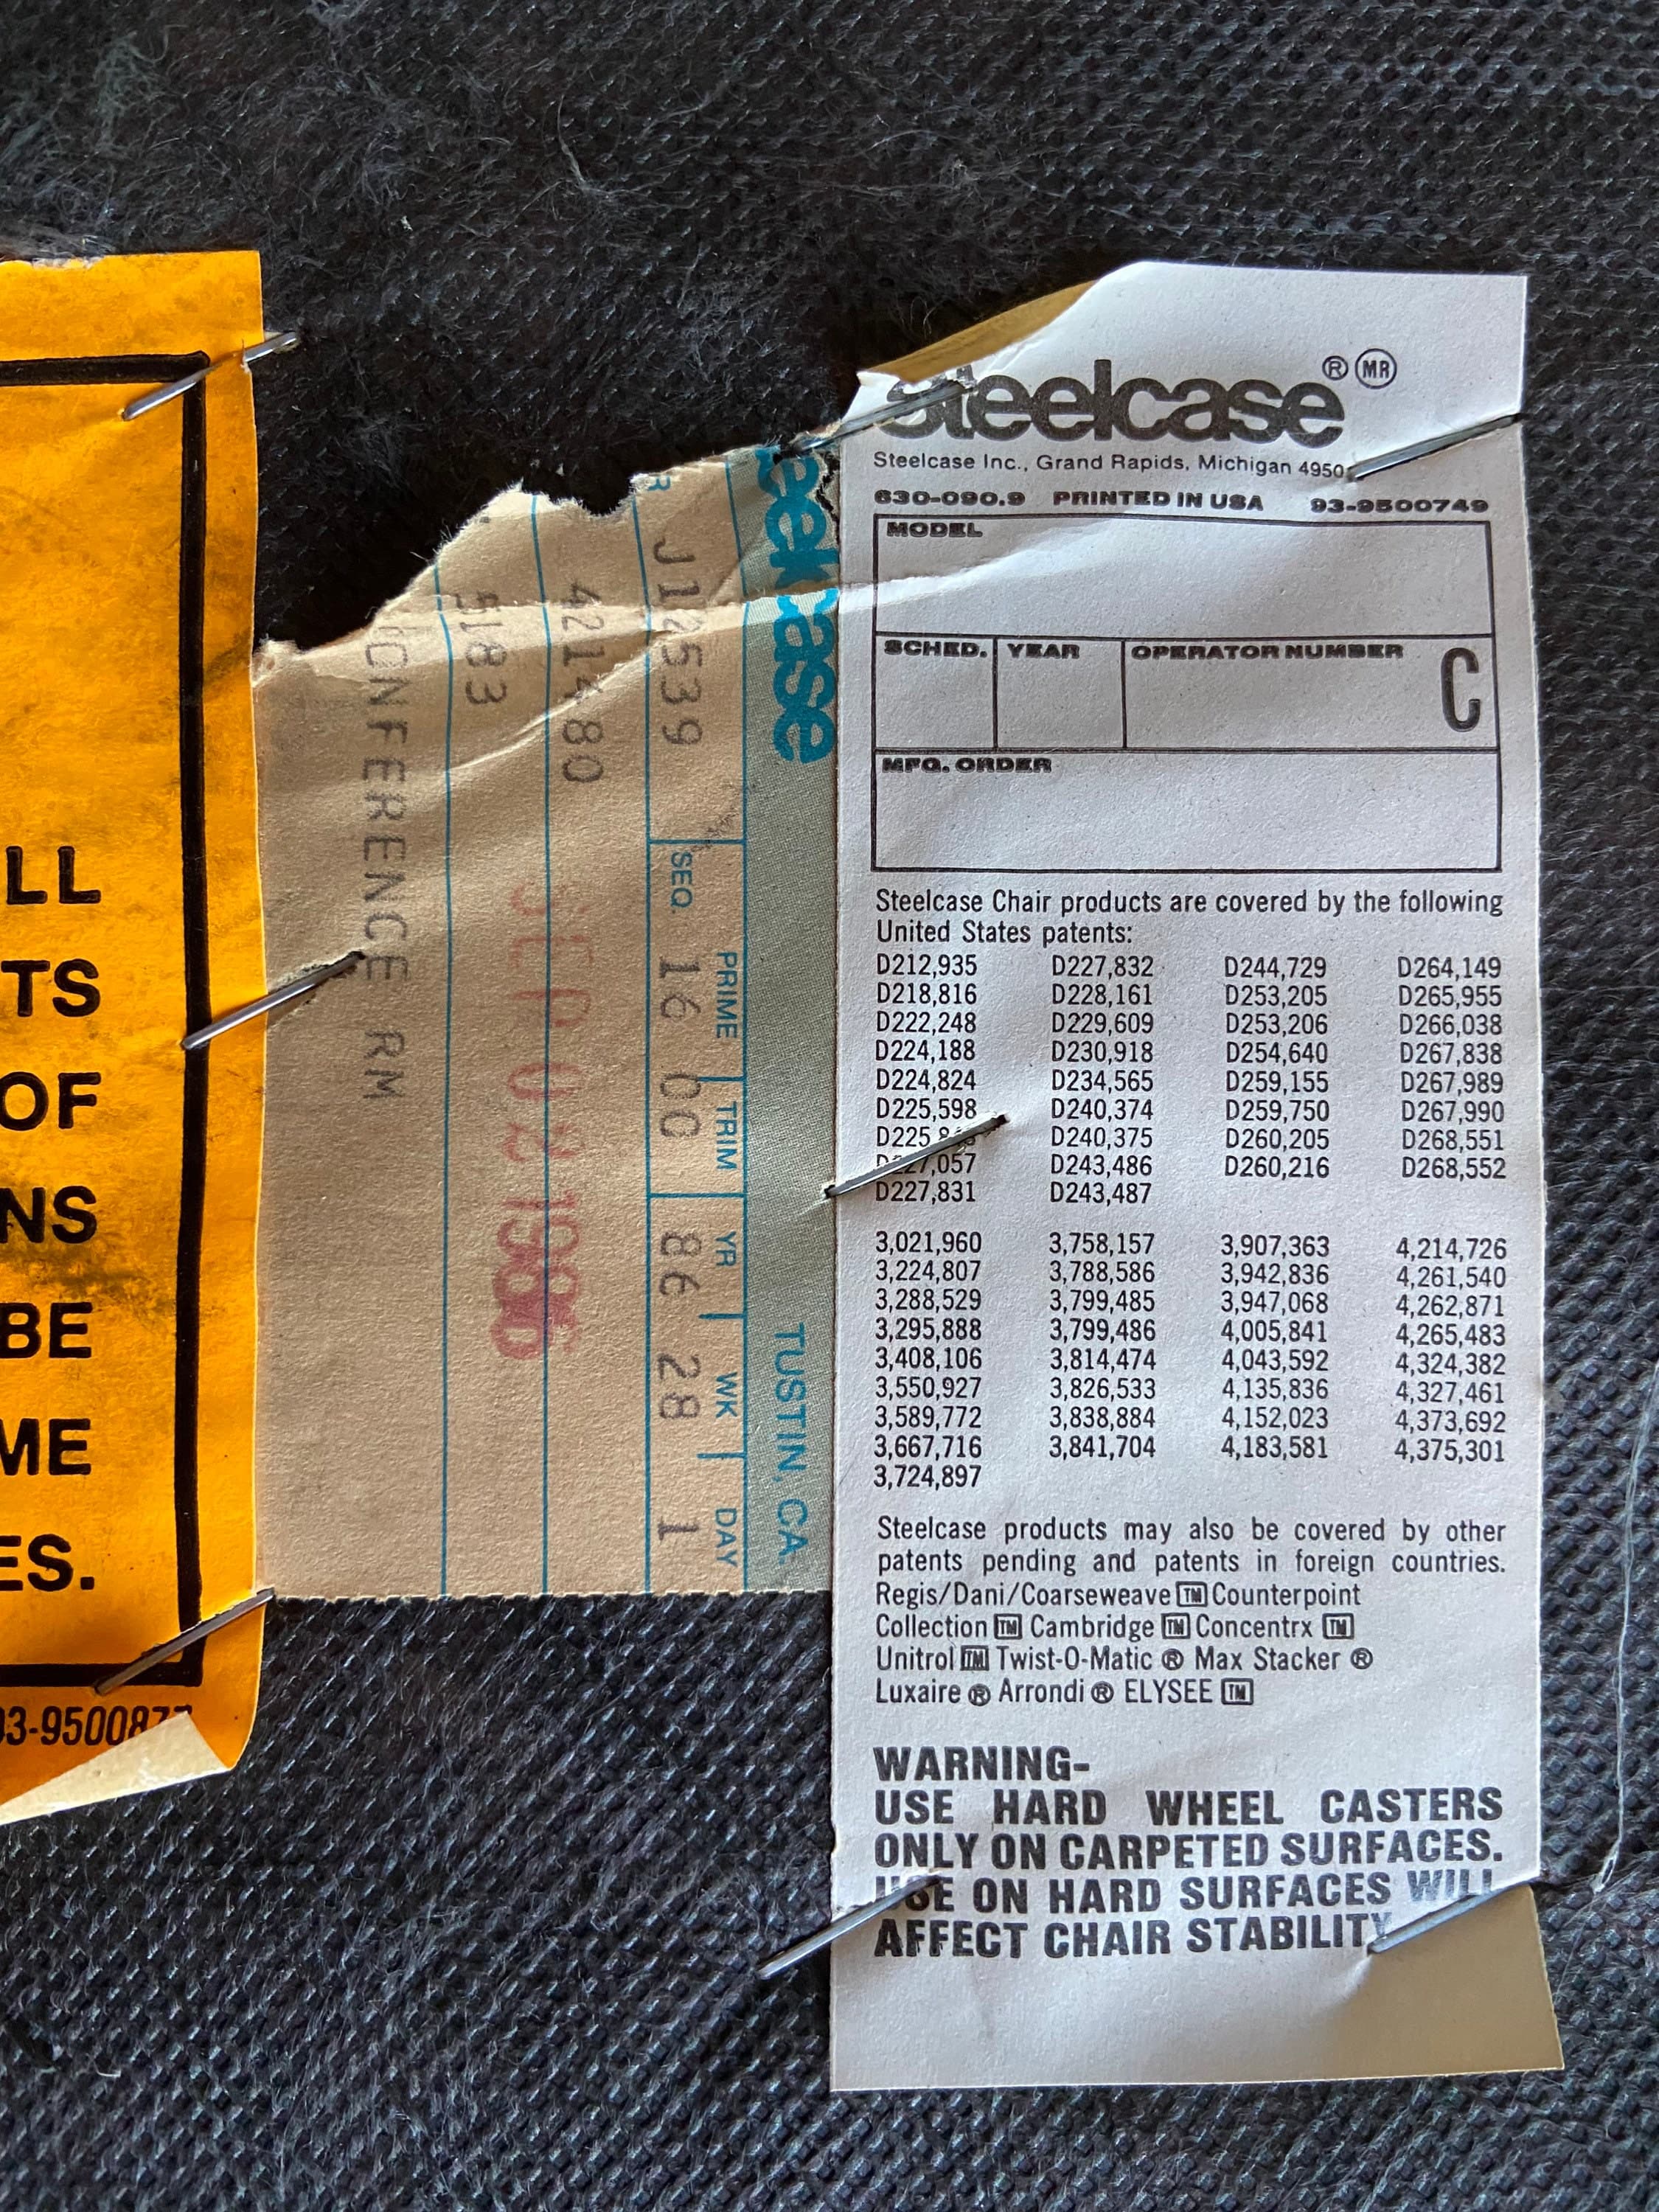 LL
TS
OF
NS
BE
ME
ES.
eelcase
TUSTIN, CA.
PRIME TRIM YR WK DAY
J12539 SEQ. 16 00 86 28 1
421480
5183
SEP 02 1986
CONFERENCE RM
Steelcase ® MR
Steelcase Inc., Grand Rapids, Michigan 4950
630-090.9 PRINTED IN USA 93-9500749
MODEL
SCHED. YEAR OPERATOR NUMBER C
MFG. ORDER
Steelcase Chair products are covered by the following
United States patents:
D212,935 D227,832 D244,729 D264,149
D218,816 D228,161 D253,205 D265,955
D222,248 D229,609 D253,206 D266,038
D224,188 D230,918 D254,640 D267,838
D224,824 D234,565 D259,155 D267,989
D225,598 D240,374 D259,750 D267,990
D240,375 D260,205 D268,551
D227,057 D243,486 D260,216 D268,552
D227,831 D243,487
3,021,960 3,758,157 3,907,363 4,214,726
3,224,807 3,788,586 3,942,836 4,261,540
3,288,529 3,799,485 3,947,068 4,262,871
3,295,888 3,799,486 4,005,841 4,265,483
3,408,106 3,814,474 4,043,592 4,324,382
3,550,927 3,826,533 4,135,836 4,327,461
3,589,772 3,838,884 4,152,023 4,373,692
3,667,716 3,841,704 4,183,581 4,375,301
3,724,897
Steelcase products may also be covered by other
patents pending and patents in foreign countries.
Regis/Dani/Coarseweave TM Counterpoint
Collection TM Cambridge TM Concentrx TM
Unitrol TM Twist-O-Matic ® Max Stacker ®
Luxaire ® Arrondi ® ELYSEE TM
WARNING-
USE HARD WHEEL CASTERS
ONLY ON CARPETED SURFACES.
USE ON HARD SURFACES WILL
AFFECT CHAIR STABILITY